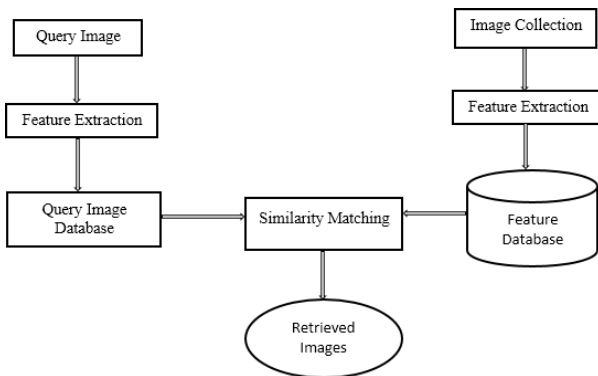 Query Image
Image Collection
Feature Extraction
Feature Extraction
Query Image
Database
Similarity Matching
Feature
Database
Retrieved
Images